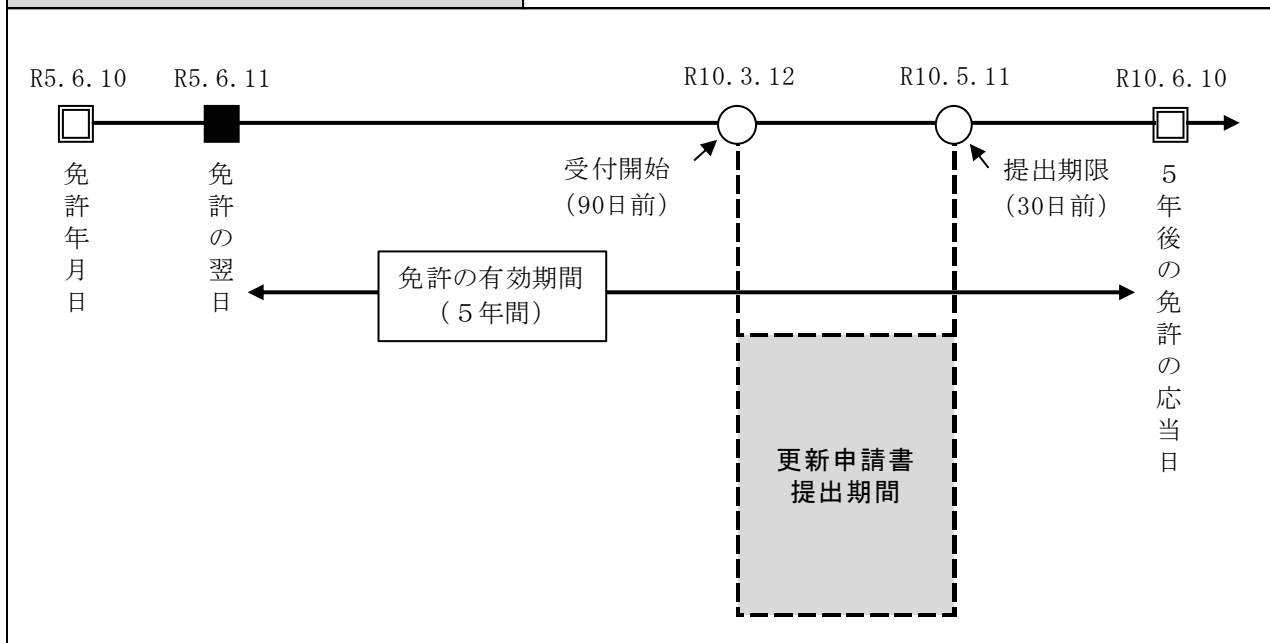 R5.6.10
R5.6.11
R10.3.12
R10.5.11
R10.6.10
免許年月日
免許の翌日
受付開始
（90日前）
提出期限
（30日前）
５年後の免許の応当日
免許の有効期間
（５年間）
更新申請書
提出期間